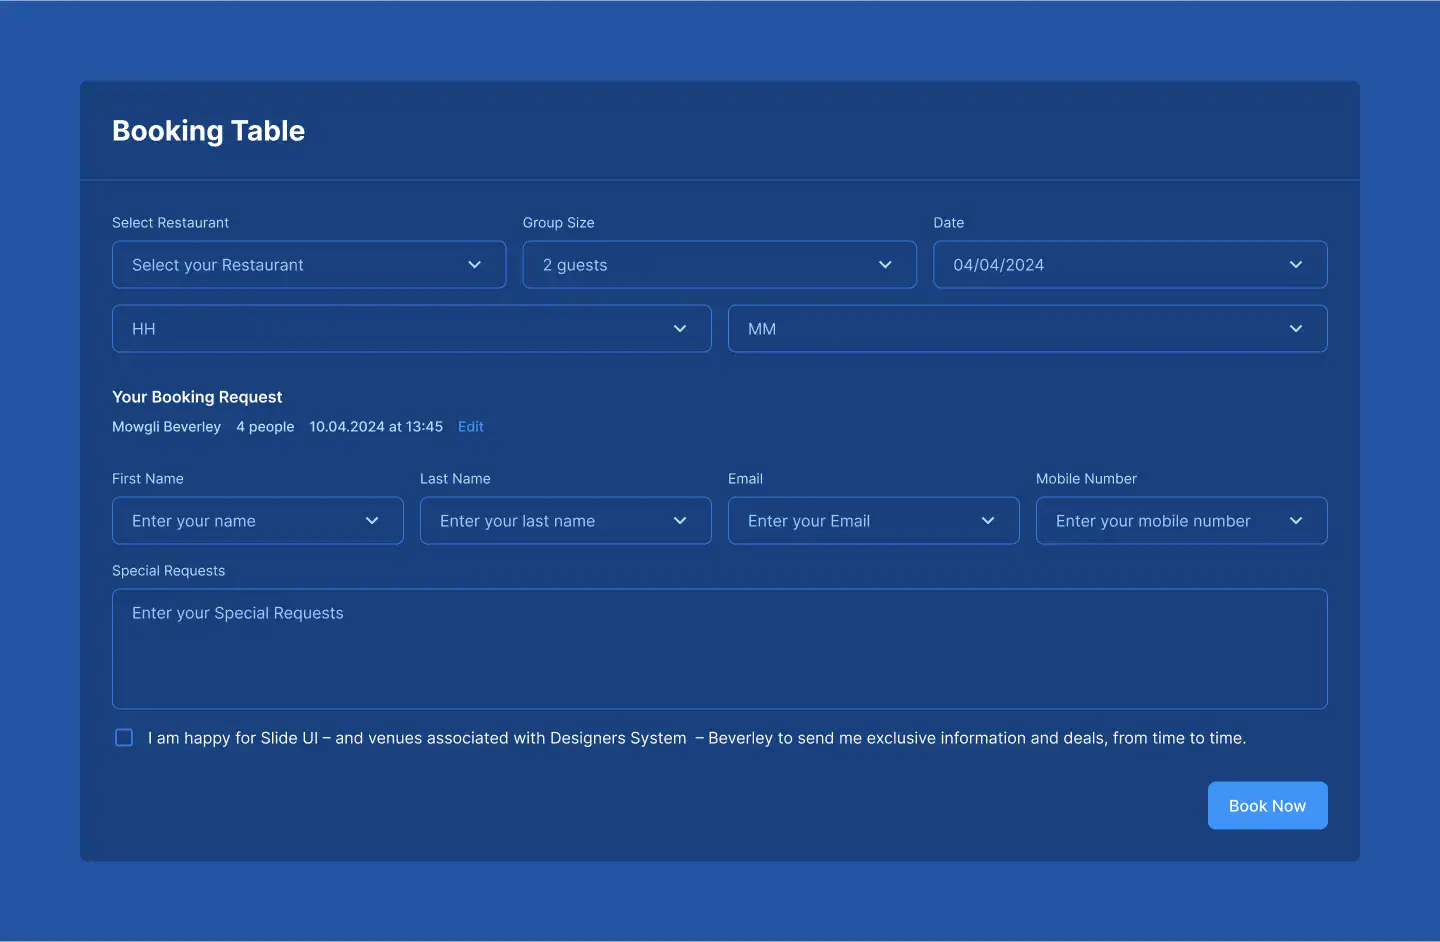 Booking Table
Select Restaurant
Group Size
Date
Select your Restaurant
2 guests
04/04/2024
HH
MM
Your Booking Request
Mowgli Beverley 4 people 10.04.2024 at 13:45 Edit
First Name
Last Name
Email
Mobile Number
Enter your name
Enter your last name
Enter your Email
Enter your mobile number
Special Requests
Enter your Special Requests
I am happy for Slide UI – and venues associated with Designers System – Beverley to send me exclusive information and deals, from time to time.
Book Now